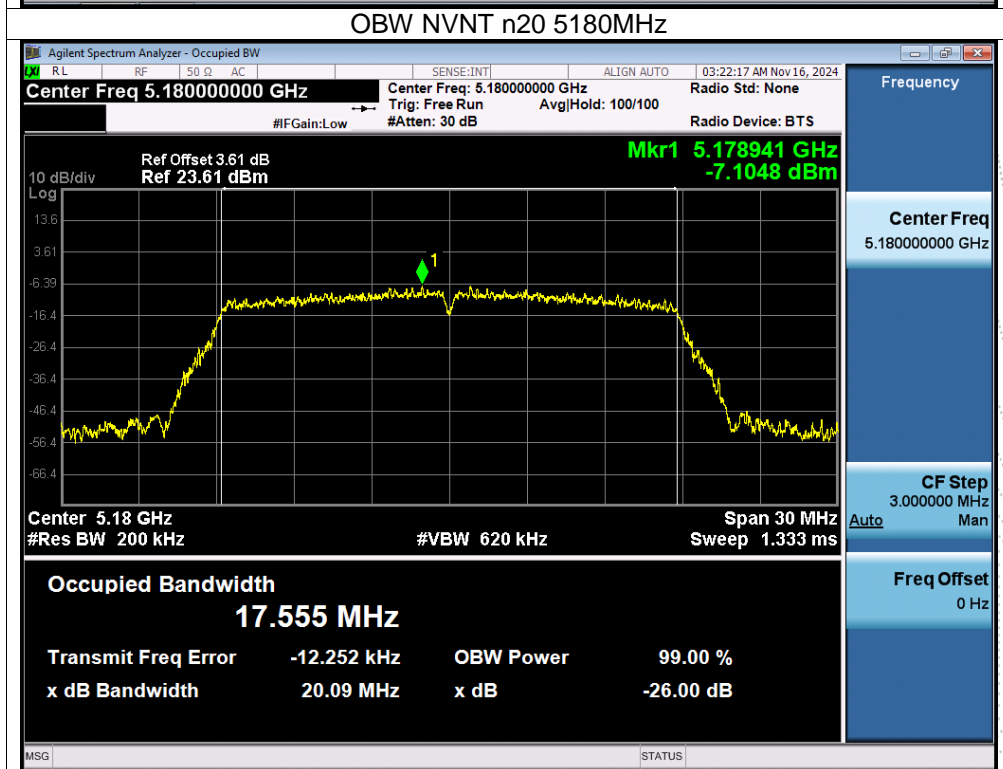 OBW NVNT n20 5180MHz
Agilent Spectrum Analyzer - Occupied BW
LXI RL RF 50 Ω AC SENSE:INT ALIGN AUTO 03:22:17 AM Nov 16, 2024
Center Freq 5.180000000 GHz
Center Freq: 5.180000000 GHz
Radio Std: None
Trig: Free Run Avg|Hold: 100/100
#IFGain:Low #Atten: 30 dB Radio Device: BTS
Frequency
Mkr1 5.178941 GHz
-7.1048 dBm
Ref Offset 3.61 dB
10 dB/div Ref 23.61 dBm
Log
13.6
3.61
-6.39
-16.4
-26.4
-36.4
-46.4
-56.4
-66.4
1
Center 5.18 GHz Span 30 MHz
#Res BW 200 kHz #VBW 620 kHz Sweep 1.333 ms
Center Freq
5.180000000 GHz
CF Step
3.000000 MHz
Auto Man
Freq Offset
0 Hz
Occupied Bandwidth
17.555 MHz
Transmit Freq Error -12.252 kHz OBW Power 99.00 %
x dB Bandwidth 20.09 MHz x dB -26.00 dB
MSG STATUS